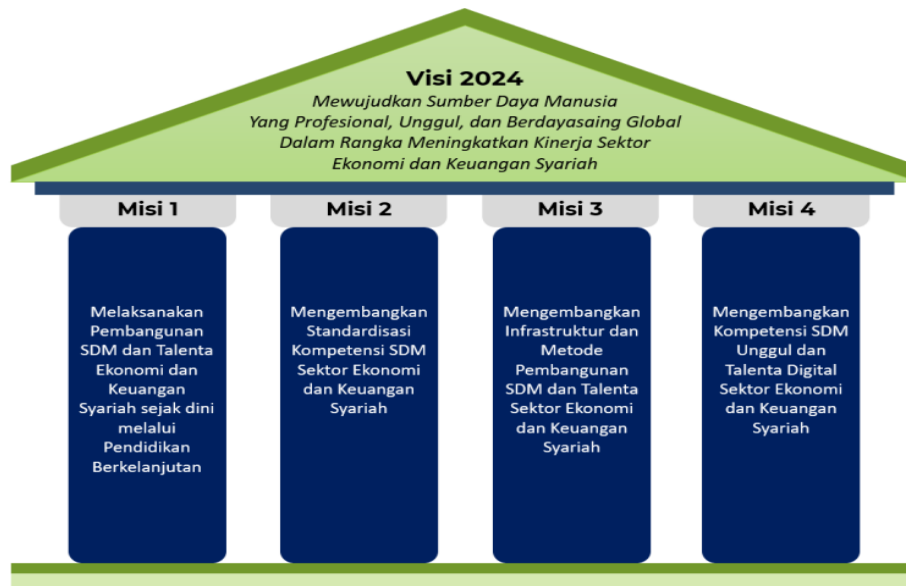 Visi 2024
Mewujudkan Sumber Daya Manusia
Yang Profesional, Unggul, dan Berdayasaing Global
Dalam Rangka Meningkatkan Kinerja Sektor
Ekonomi dan Keuangan Syariah
Misi 1
Melaksanakan
Pembangunan
SDM dan Talenta
Ekonomi dan
Keuangan
Syariah sejak dini
melalui
Pendidikan
Berkelanjutan
Misi 2
Mengembangkan
Standardisasi
Kompetensi SDM
Sektor Ekonomi
dan Keuangan
Syariah
Misi 3
Mengembangkan
Infrastruktur dan
Metode
Pembangunan
SDM dan Talenta
Sektor Ekonomi
dan Keuangan
Syariah
Misi 4
Mengembangkan
Kompetensi SDM
Unggul dan
Talenta Digital
Sektor Ekonomi
dan Keuangan
Syariah